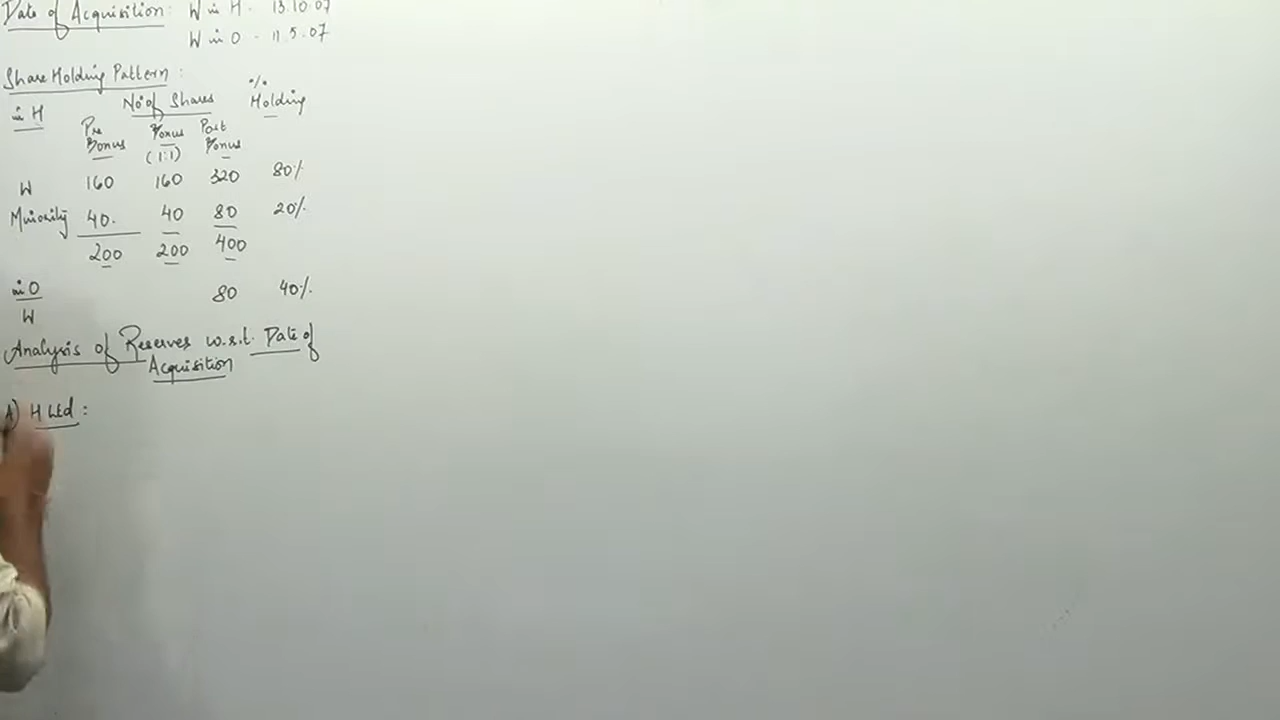 Date of Acquisition: W in H - 13.10.07
W in O - 11.5.07
Share Holding Pattern :
in H No. of Shares % Holding
Pre Bonus Bonus (1:1) Post Bonus
W 160 160 320 80%
Minority 40. 40 80 20%
200 200 400
in O 80 40%
W
Analysis of Reserves w.r.t. Date of
Acquisition
A) H Ltd :